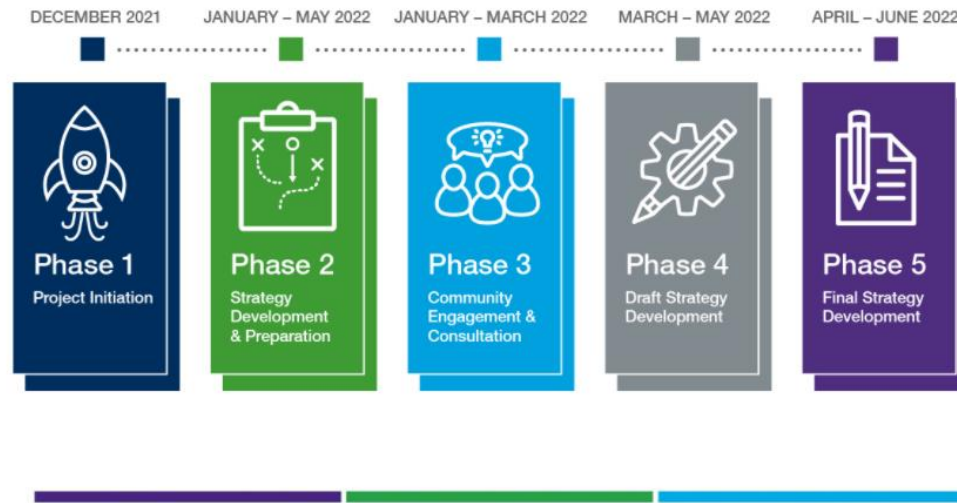 DECEMBER 2021
JANUARY – MAY 2022
JANUARY – MARCH 2022
MARCH – MAY 2022
APRIL – JUNE 2022
Phase 1
Project Initiation
Phase 2
Strategy
Development
& Preparation
Phase 3
Community
Engagement &
Consultation
Phase 4
Draft Strategy
Development
Phase 5
Final Strategy
Development